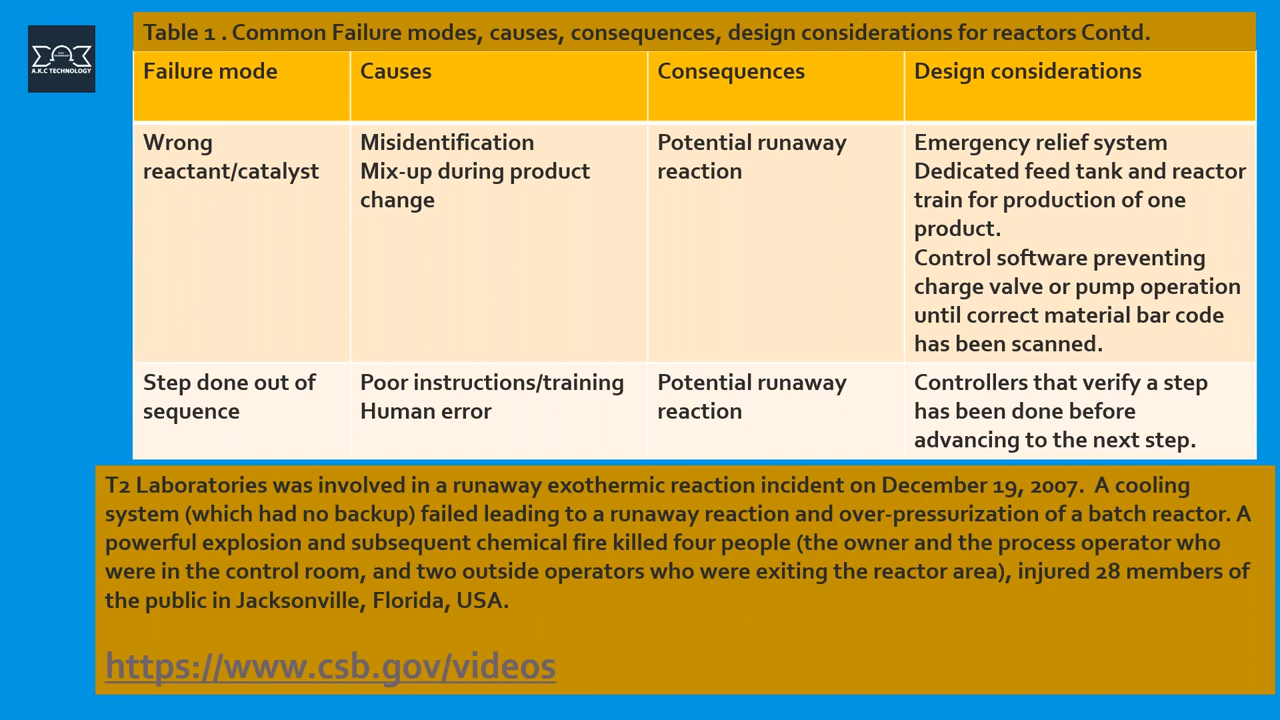 A.K.C TECHNOLOGY
Table 1 . Common Failure modes, causes, consequences, design considerations for reactors Contd.
Failure mode
Causes
Consequences
Design considerations
Wrong
reactant/catalyst
Misidentification
Mix-up during product
change
Potential runaway
reaction
Emergency relief system
Dedicated feed tank and reactor
train for production of one
product.
Control software preventing
charge valve or pump operation
until correct material bar code
has been scanned.
Step done out of
sequence
Poor instructions/training
Human error
Potential runaway
reaction
Controllers that verify a step
has been done before
advancing to the next step.
T2 Laboratories was involved in a runaway exothermic reaction incident on December 19, 2007.  A cooling
system (which had no backup) failed leading to a runaway reaction and over-pressurization of a batch reactor. A
powerful explosion and subsequent chemical fire killed four people (the owner and the process operator who
were in the control room, and two outside operators who were exiting the reactor area), injured 28 members of
the public in Jacksonville, Florida, USA.
https://www.csb.gov/videos